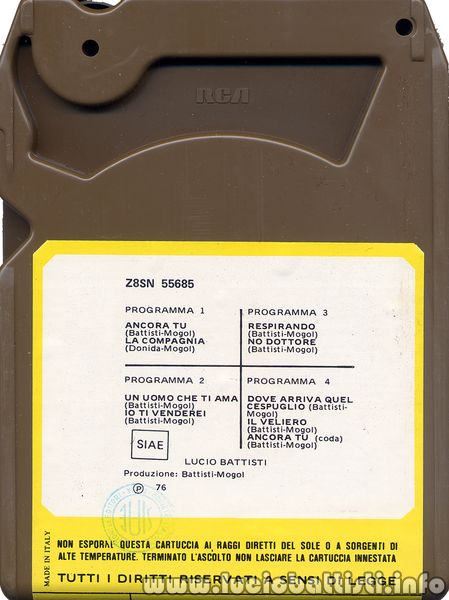 RCA
Z8SN 55685
PROGRAMMA 1
ANCORA TU
(Battisti-Mogol)
LA COMPAGNIA
(Donida-Mogol)
PROGRAMMA 3
RESPIRANDO
(Battisti-Mogol)
NO DOTTORE
(Battisti-Mogol)
PROGRAMMA 2
UN UOMO CHE TI AMA
(Battisti-Mogol)
IO TI VENDEREI
(Battisti-Mogol)
PROGRAMMA 4
DOVE ARRIVA QUEL
CESPUGLIO (Battisti-
Mogol)
IL VELIERO
(Battisti-Mogol)
ANCORA TU (coda)
(Battisti-Mogol)
SIAE
LUCIO BATTISTI
Produzione: Battisti-Mogol
℗ 76
MADE IN ITALY
NON ESPORRE QUESTA CARTUCCIA AI RAGGI DIRETTI DEL SOLE O A SORGENTI DI
ALTE TEMPERATURE. TERMINATO L'ASCOLTO NON LASCIARE LA CARTUCCIA INNESTATA
TUTTI I DIRITTI RISERVATI A SENSI DI LEGGE
www.luciobattisti.info